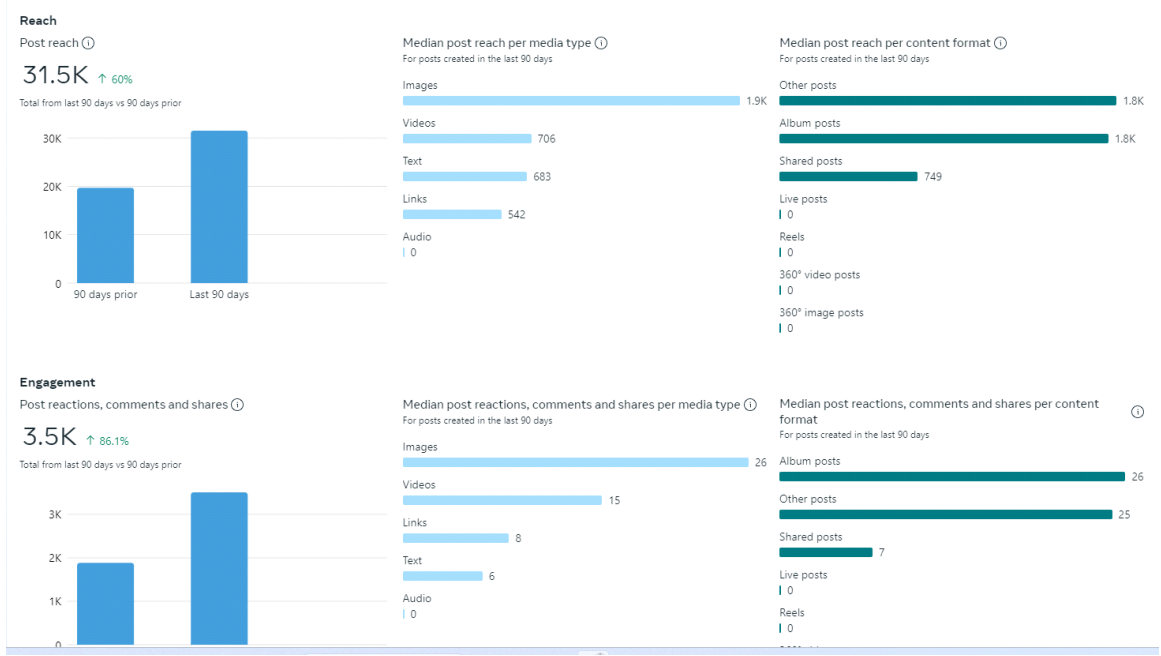 Reach
Post reach
31.5K ↑ 60%
Total from last 90 days vs 90 days prior
30K
20K
10K
0
90 days prior
Last 90 days
Median post reach per media type
For posts created in the last 90 days
Images
1.9K
Videos
706
Text
683
Links
542
Audio
0
Median post reach per content format
For posts created in the last 90 days
Other posts
1.8K
Album posts
1.8K
Shared posts
749
Live posts
0
Reels
0
360° video posts
0
360° image posts
0
Engagement
Post reactions, comments and shares
3.5K ↑ 86.1%
Total from last 90 days vs 90 days prior
3K
2K
1K
0
Median post reactions, comments and shares per media type
For posts created in the last 90 days
Images
26
Videos
15
Links
8
Text
6
Audio
0
Median post reactions, comments and shares per content
format
For posts created in the last 90 days
Album posts
26
Other posts
25
Shared posts
7
Live posts
0
Reels
0